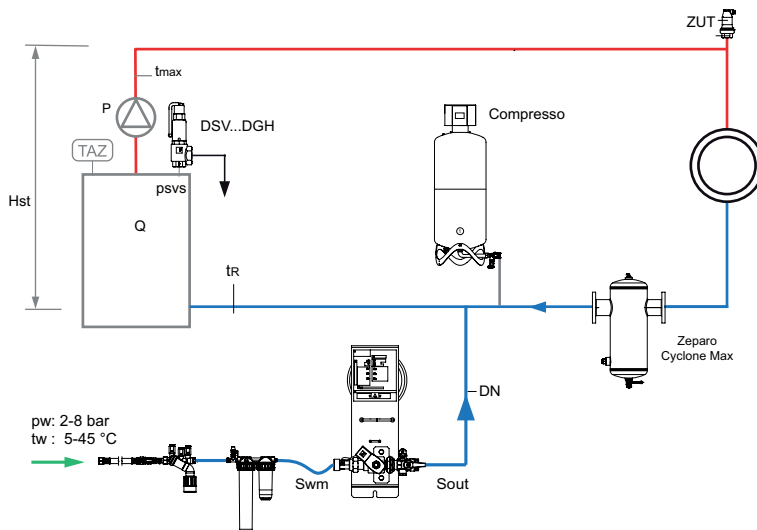 ZUT
tmax
P
DSV...DGH
Compresso
TAZ
psvs
Hst
Q
tR
Zeparo
Cyclone Max
DN
pw: 2-8 bar
tw : 5-45 °C
Swm
Sout